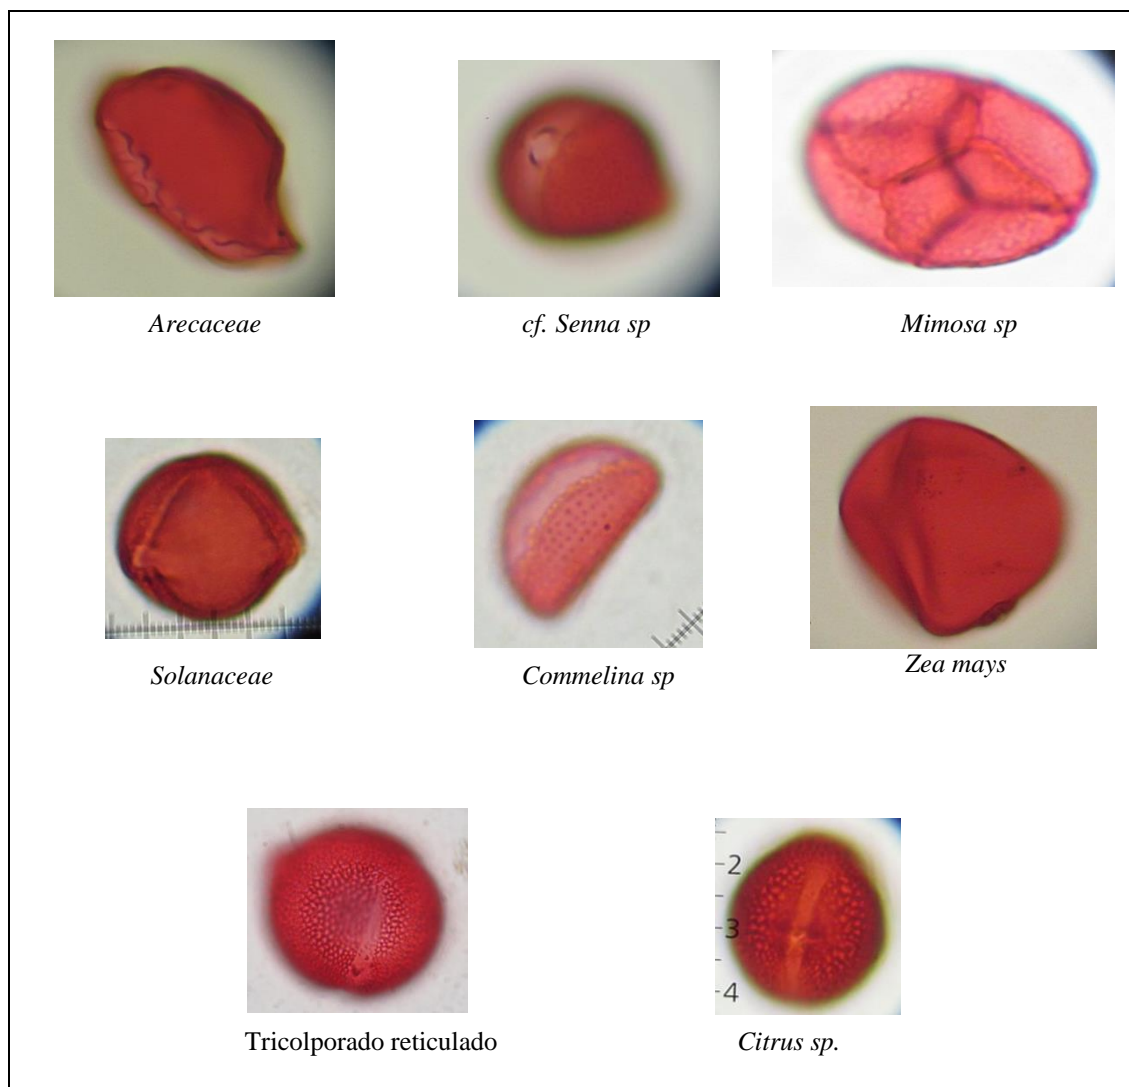 Arecaceae
cf. Senna sp
Mimosa sp
Solanaceae
Commelina sp
Zea mays
2
3
4
Tricolporado reticulado
Citrus sp.